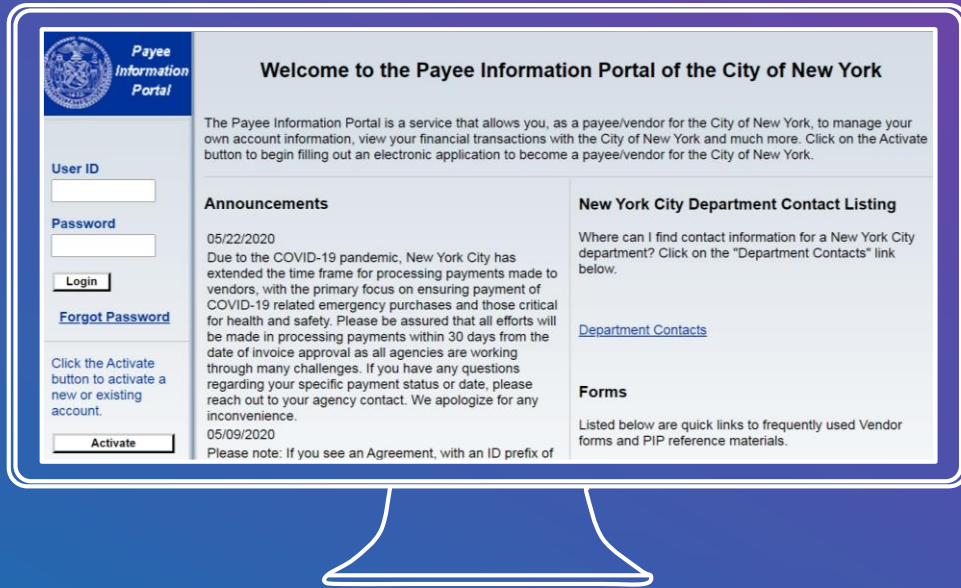 Payee
Information
Portal
Welcome to the Payee Information Portal of the City of New York
The Payee Information Portal is a service that allows you, as a payee/vendor for the City of New York, to manage your
own account information, view your financial transactions with the City of New York and much more. Click on the Activate
button to begin filling out an electronic application to become a payee/vendor for the City of New York.
User ID
Password
Login
Forgot Password
Click the Activate
button to activate a
new or existing
account.
Activate
Announcements
05/22/2020
Due to the COVID-19 pandemic, New York City has
extended the time frame for processing payments made to
vendors, with the primary focus on ensuring payment of
COVID-19 related emergency purchases and those critical
for health and safety. Please be assured that all efforts will
be made in processing payments within 30 days from the
date of invoice approval as all agencies are working
through many challenges. If you have any questions
regarding your specific payment status or date, please
reach out to your agency contact. We apologize for any
inconvenience.
05/09/2020
Please note: If you see an Agreement, with an ID prefix of
New York City Department Contact Listing
Where can I find contact information for a New York City
department? Click on the "Department Contacts" link
below.
Department Contacts
Forms
Listed below are quick links to frequently used Vendor
forms and PIP reference materials.